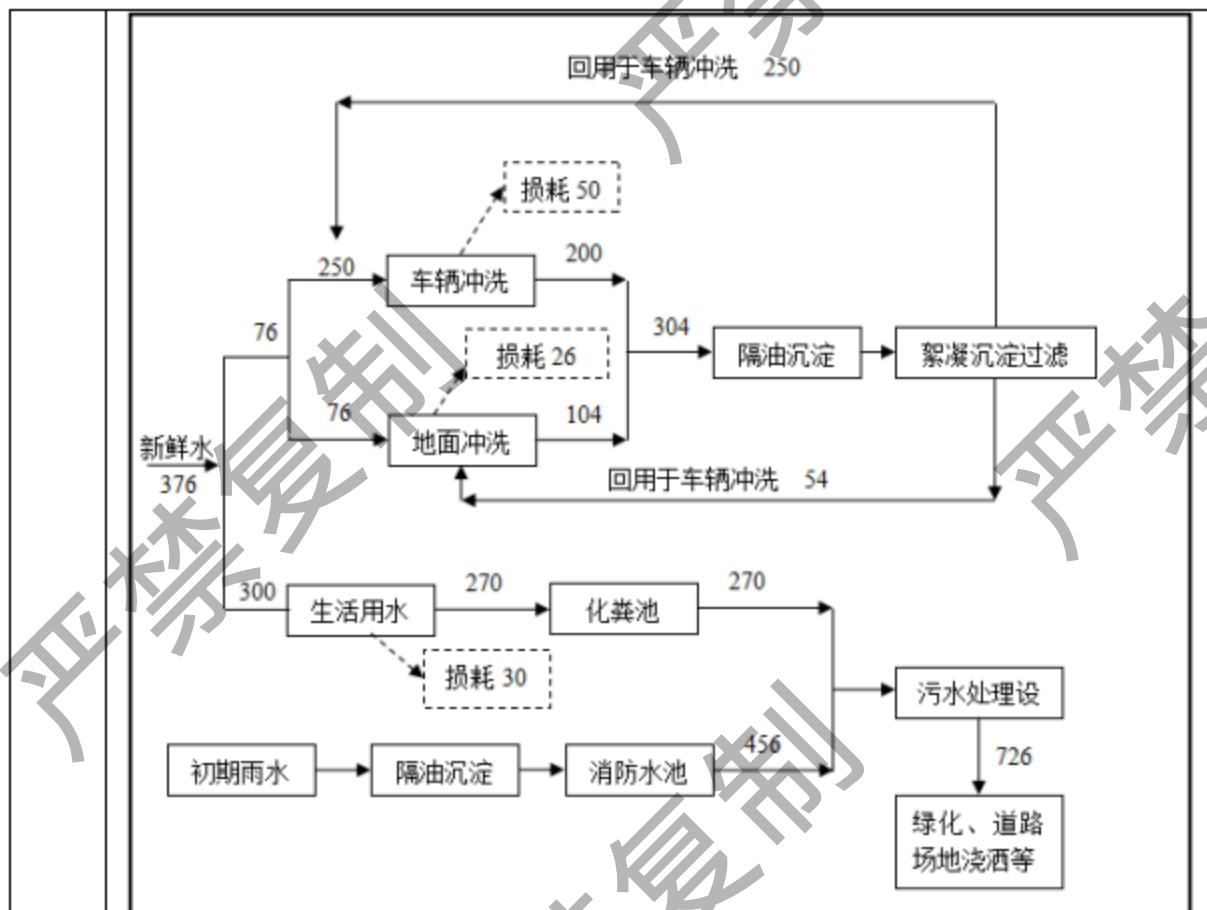 回用于车辆冲洗 250
损耗 50
250
车辆冲洗
200
76
损耗 26
304
隔油沉淀
絮凝沉淀过滤
76
地面冲洗
104
新鲜水
376
回用于车辆冲洗 54
300
生活用水
270
化粪池
270
损耗 30
污水处理设
初期雨水
隔油沉淀
消防水池
456
726
绿化、道路
场地浇洒等
严禁复制
严禁
严禁
禁复制